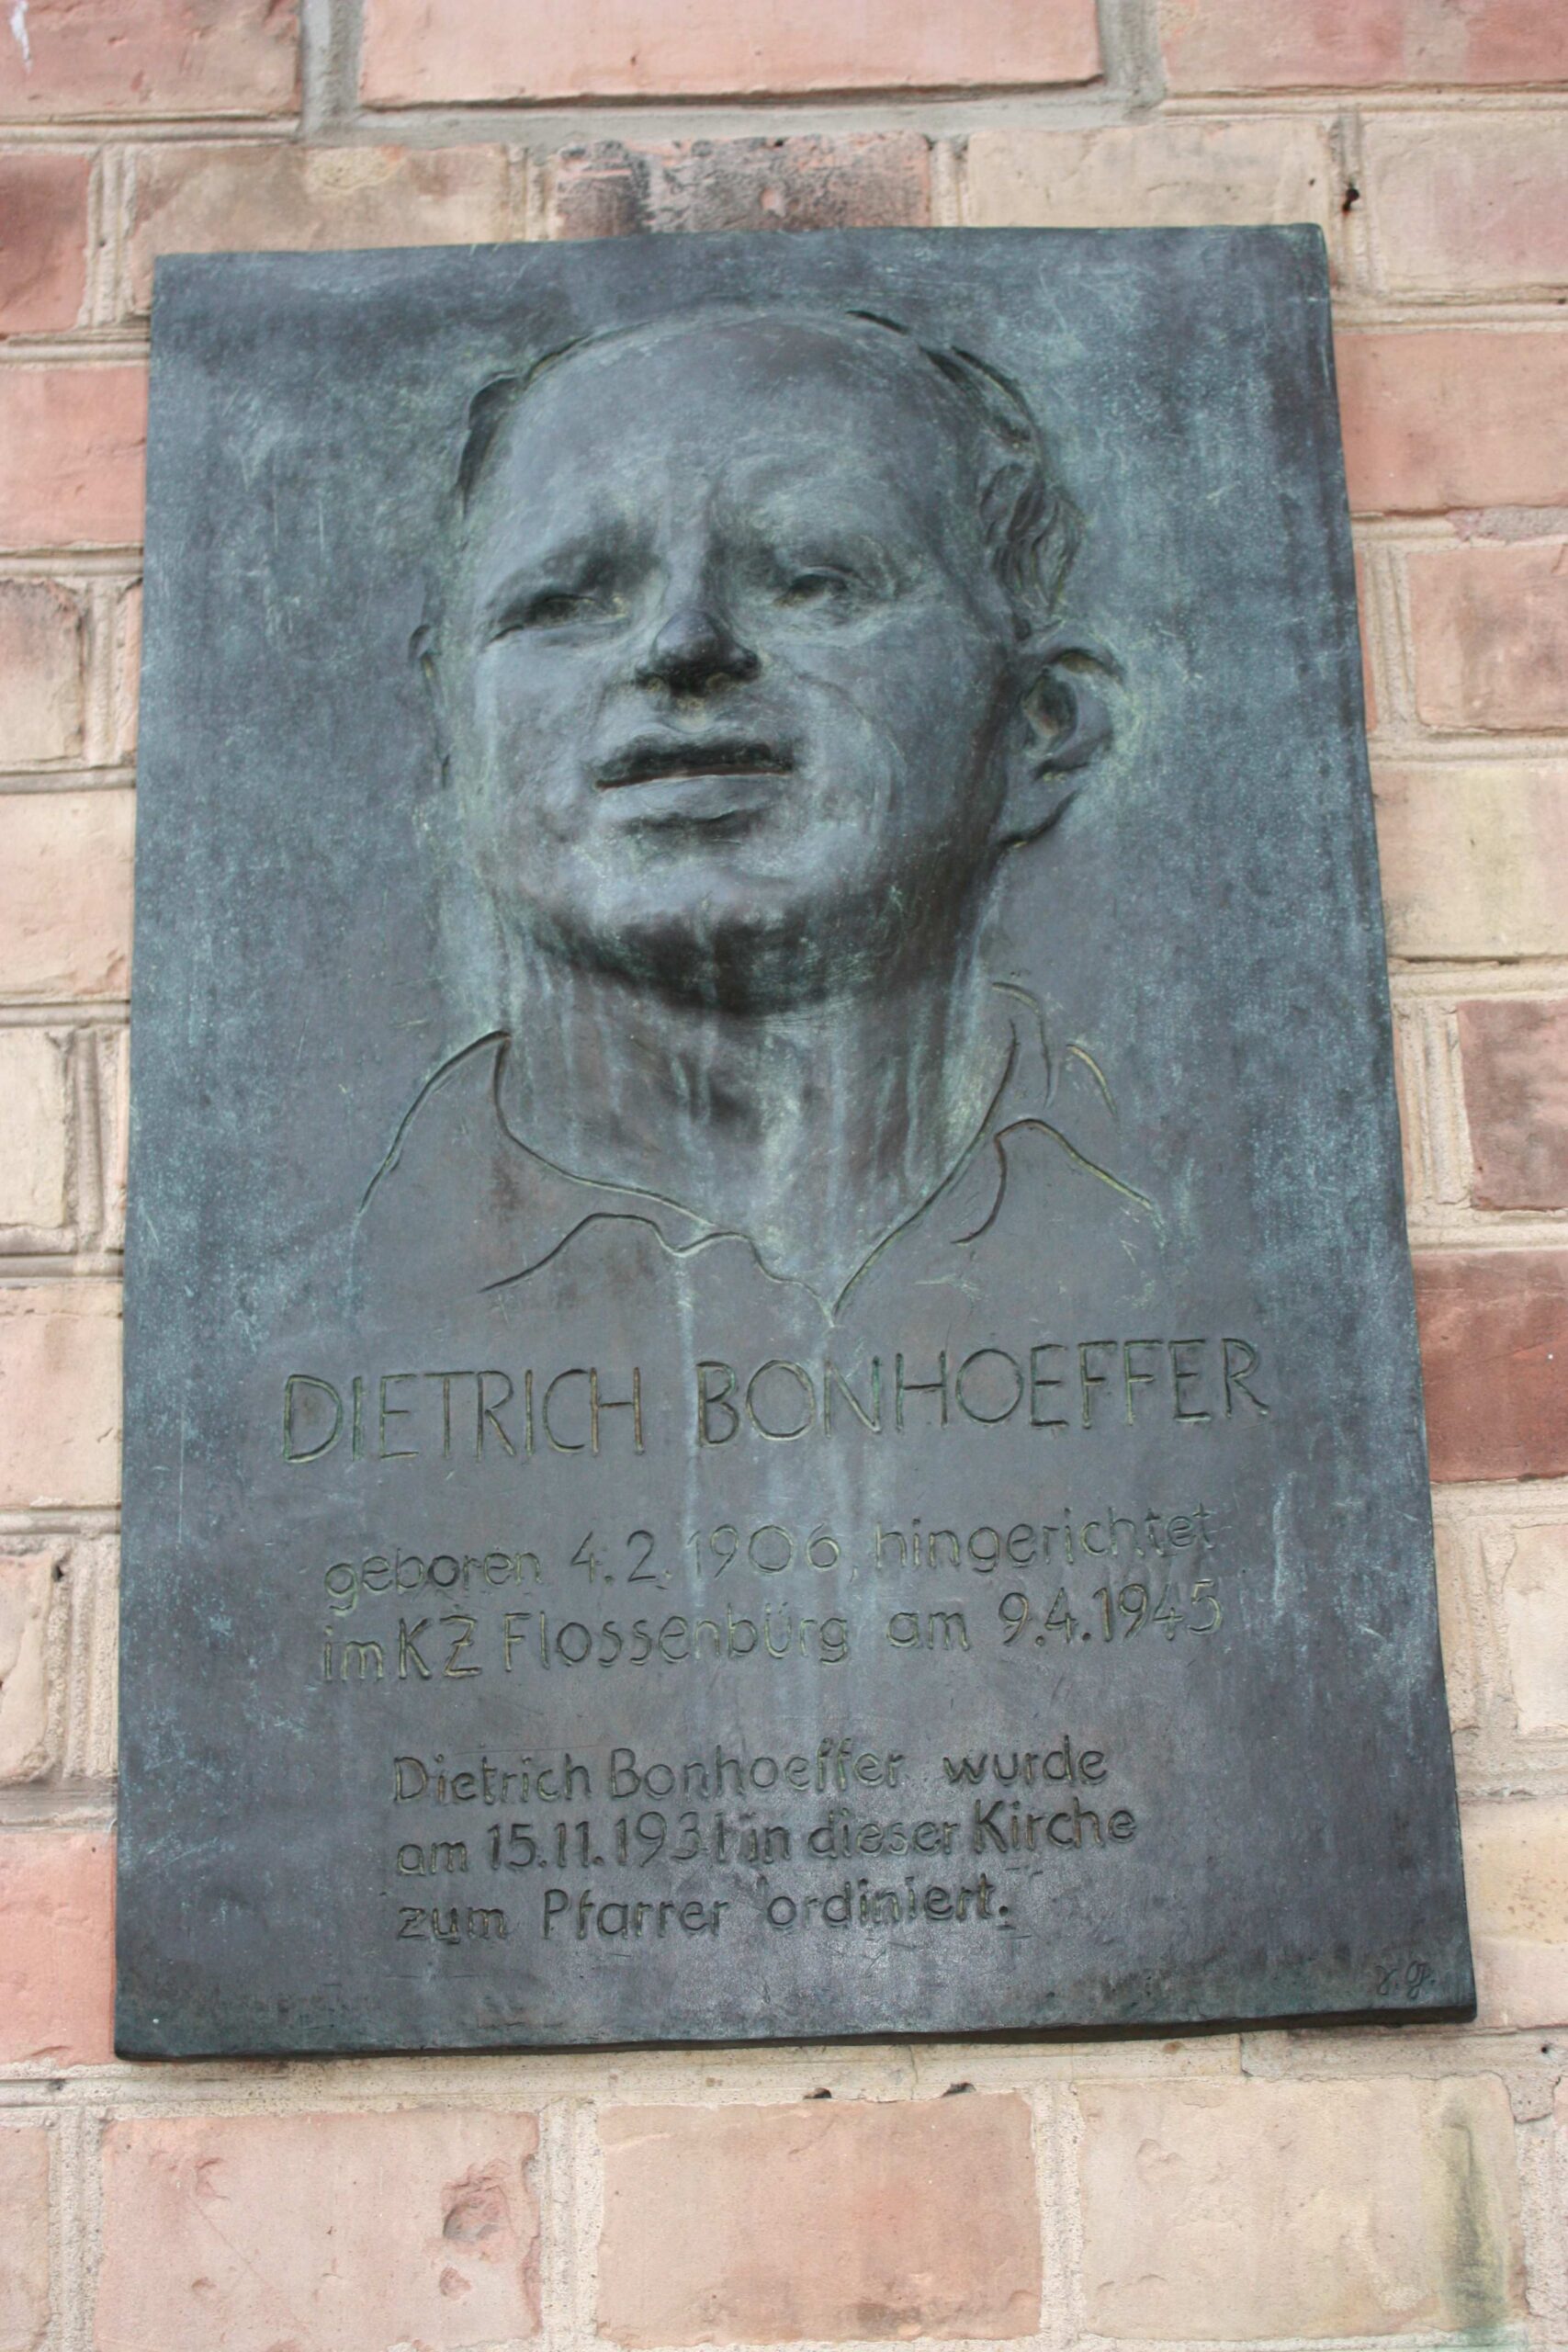 DIETRICH BONHOEFFER
geboren 4.2.1906, hingerichtet
im KZ Flossenbürg am 9.4.1945
Dietrich Bonhoeffer wurde
am 15.11.1931 in dieser Kirche
zum Pfarrer ordiniert.